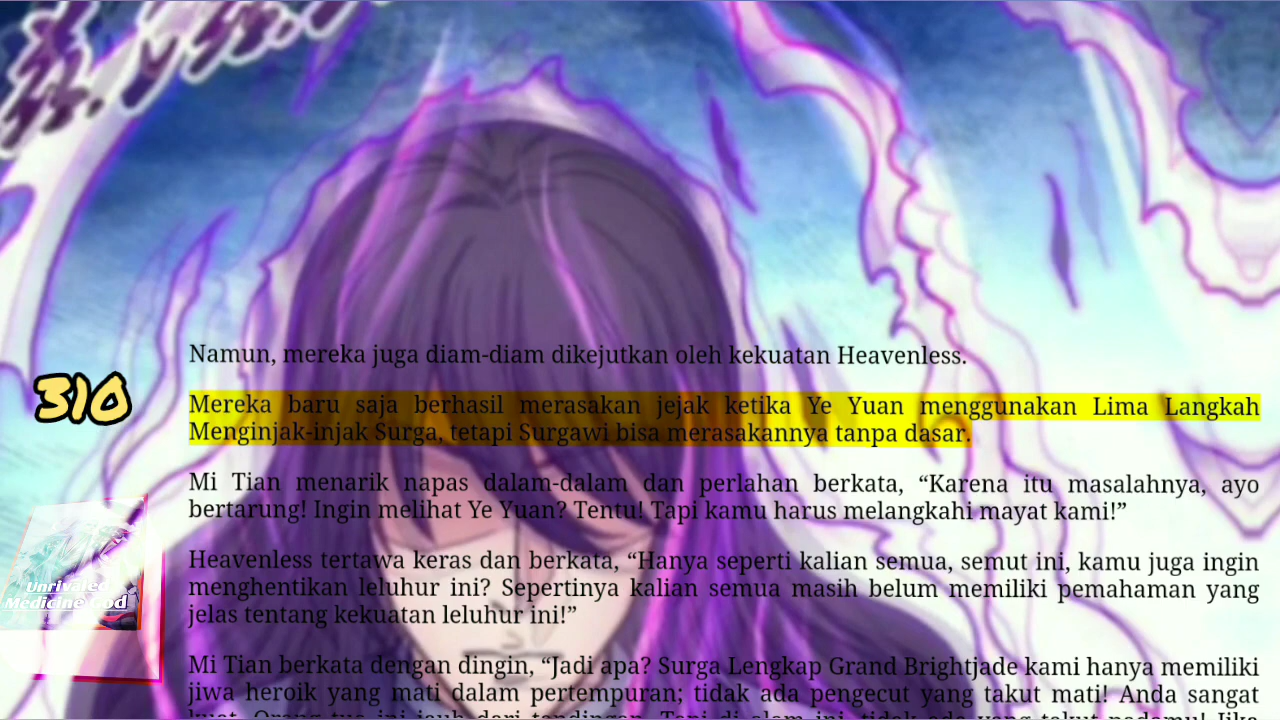 Namun, mereka juga diam-diam dikejutkan oleh kekuatan Heavenless.
310
Mereka baru saja berhasil merasakan jejak ketika Ye Yuan menggunakan Lima Langkah
Menginjak-injak Surga, tetapi Surgawi bisa merasakannya tanpa dasar.
Mi Tian menarik napas dalam-dalam dan perlahan berkata, “Karena itu masalahnya, ayo
bertarung! Ingin melihat Ye Yuan? Tentu! Tapi kamu harus melangkahi mayat kami!”
Heavenless tertawa keras dan berkata, “Hanya seperti kalian semua, semut ini, kamu juga ingin
menghentikan leluhur ini? Sepertinya kalian semua masih belum memiliki pemahaman yang
jelas tentang kekuatan leluhur ini!”
Unrivaled
Medicine God
Mi Tian berkata dengan dingin, “Jadi apa? Surga Lengkap Grand Brightjade kami hanya memiliki
jiwa heroik yang mati dalam pertempuran; tidak ada pengecut yang takut mati! Anda sangat